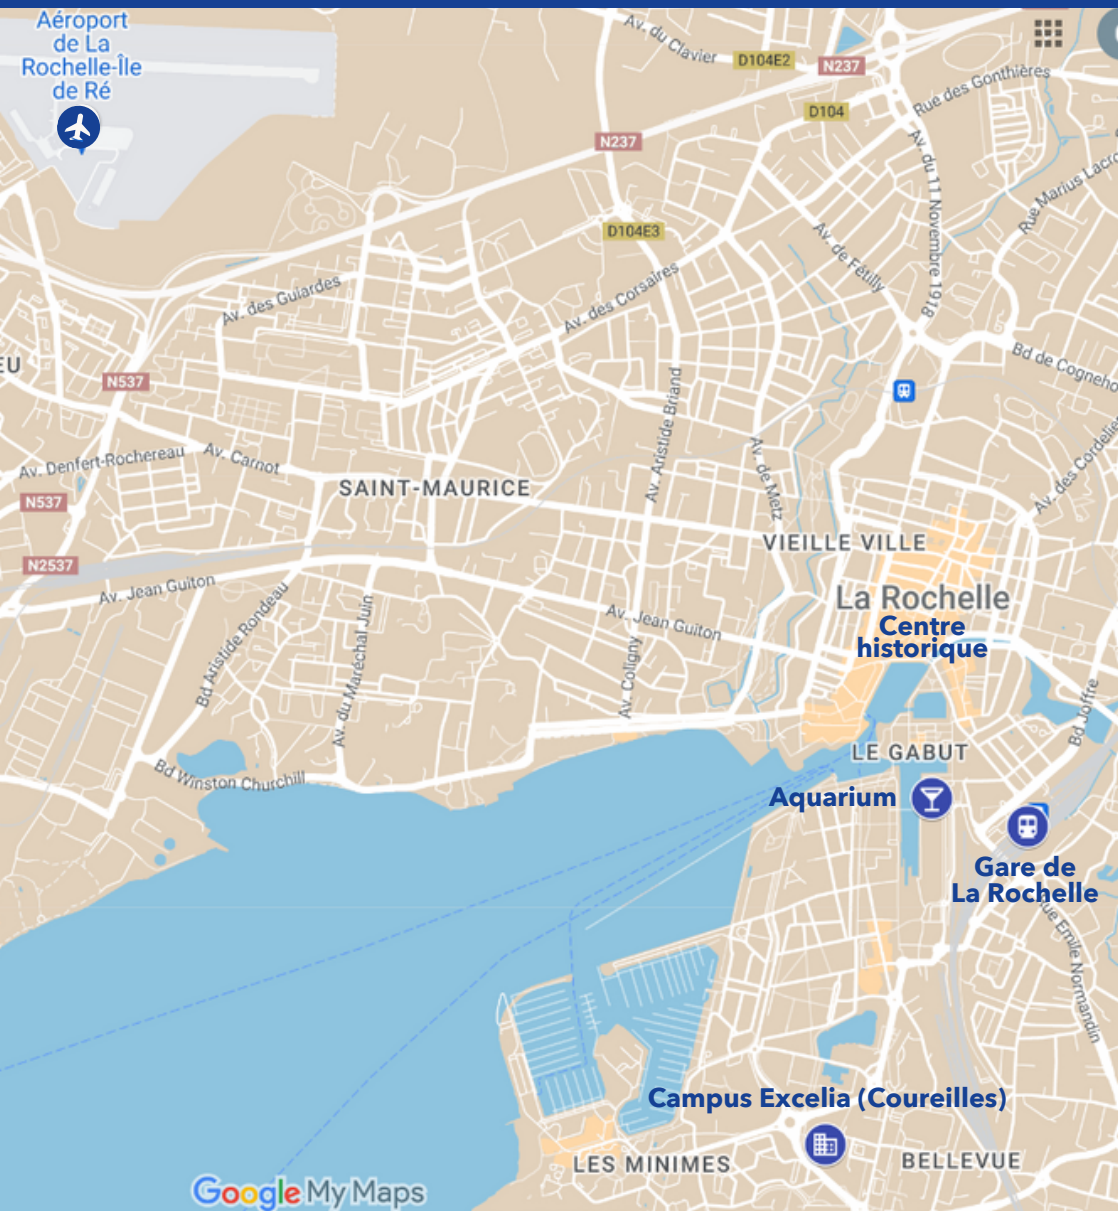 Aéroport
de La
Rochelle-Île
de Ré
Av. du Clavier
D104E2
N237
Rue des Gonthières
D104
N237
Av. du 11 Novembre 1918
Rue Marius Lacro
D104E3
Av. de Fétilly
Av. des Corsaires
Av. des Guiardes
EU
N537
Bd de Cogneho
Av. Aristide Briand
Av. Denfert-Rochereau
Av. Carnot
Av. de Metz
Av. des Cordelie
N537
SAINT-MAURICE
VIEILLE VILLE
N2537
Av. Jean Guiton
La Rochelle
Centre
historique
Bd Aristide Rondeau
Av. du Maréchal Juin
Av. Jean Guiton
Av. Coligny
Bd Joffre
LE GABUT
Bd Winston Churchill
Aquarium
Gare de
La Rochelle
Rue Emile Normandin
Campus Excelia (Coureilles)
LES MINIMES
BELLEVUE
Google My Maps